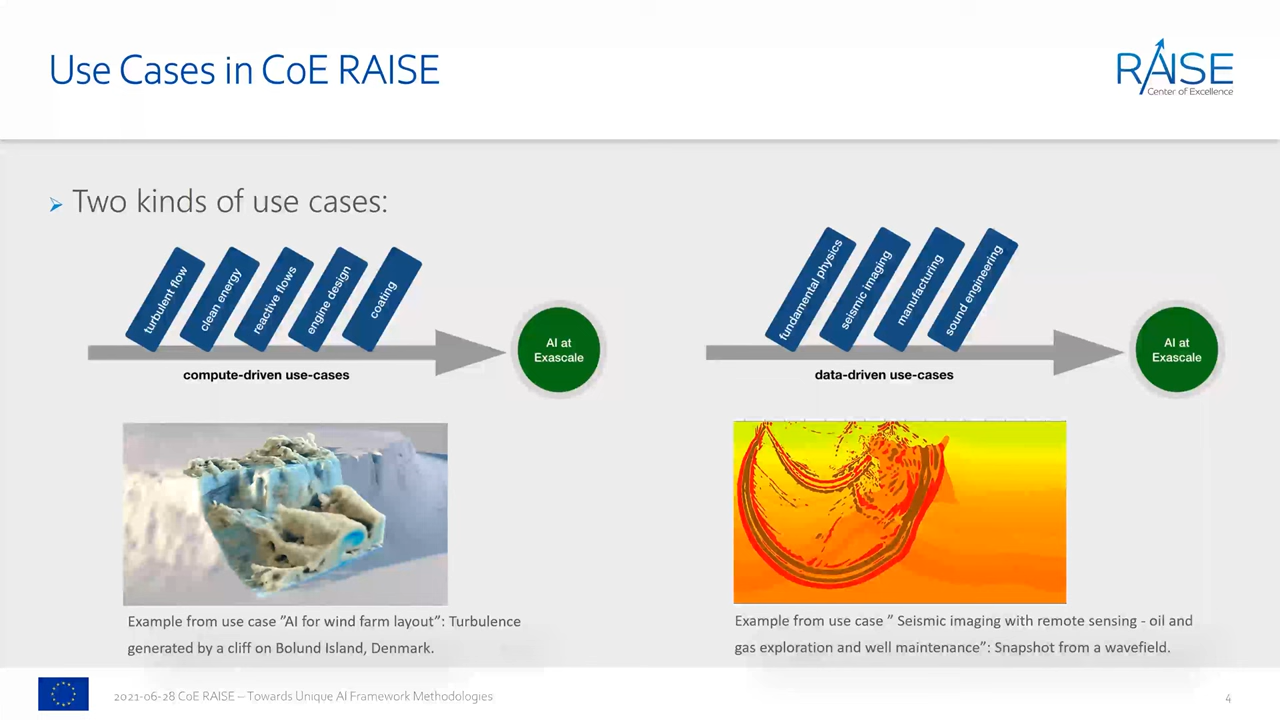 Use Cases in CoE RAISE
RAISE
Center of Excellence
➢ Two kinds of use cases:
turbulent flow
clean energy
reactive flows
engine design
coating
AI at
Exascale
compute-driven use-cases
fundamental physics
seismic imaging
manufacturing
sound engineering
AI at
Exascale
data-driven use-cases
Example from use case ”AI for wind farm layout”: Turbulence
generated by a cliff on Bolund Island, Denmark.
Example from use case ” Seismic imaging with remote sensing - oil and
gas exploration and well maintenance”: Snapshot from a wavefield.
2021-06-28 CoE RAISE – Towards Unique AI Framework Methodologies
4